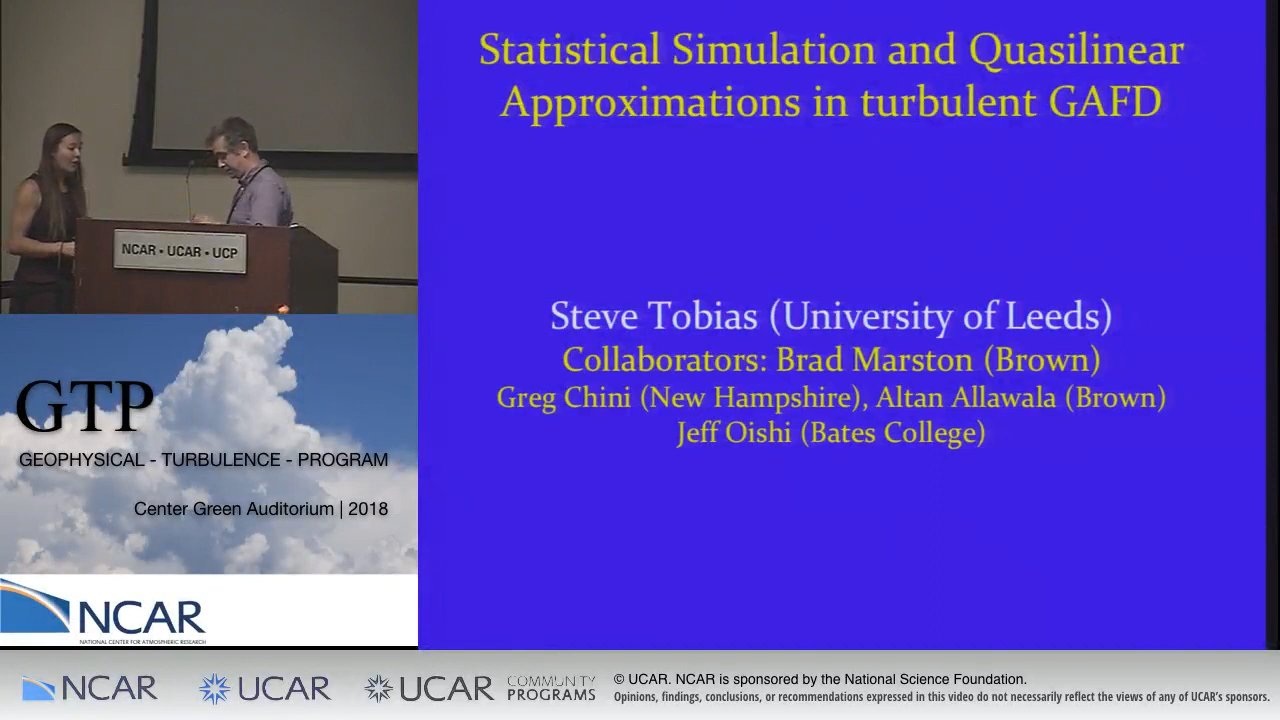 Statistical Simulation and Quasilinear
Approximations in turbulent GAFD
Steve Tobias (University of Leeds)
Collaborators: Brad Marston (Brown)
Greg Chini (New Hampshire), Altan Allawala (Brown)
Jeff Oishi (Bates College)
NCAR • UCAR • UCP
GTP
GEOPHYSICAL - TURBULENCE - PROGRAM
Center Green Auditorium | 2018
NCAR
NATIONAL CENTER FOR ATMOSPHERIC RESEARCH
NCAR
UCAR
UCAR
COMMUNITY
PROGRAMS
© UCAR. NCAR is sponsored by the National Science Foundation.
Opinions, findings, conclusions, or recommendations expressed in this video do not necessarily reflect the views of any of UCAR's sponsors.